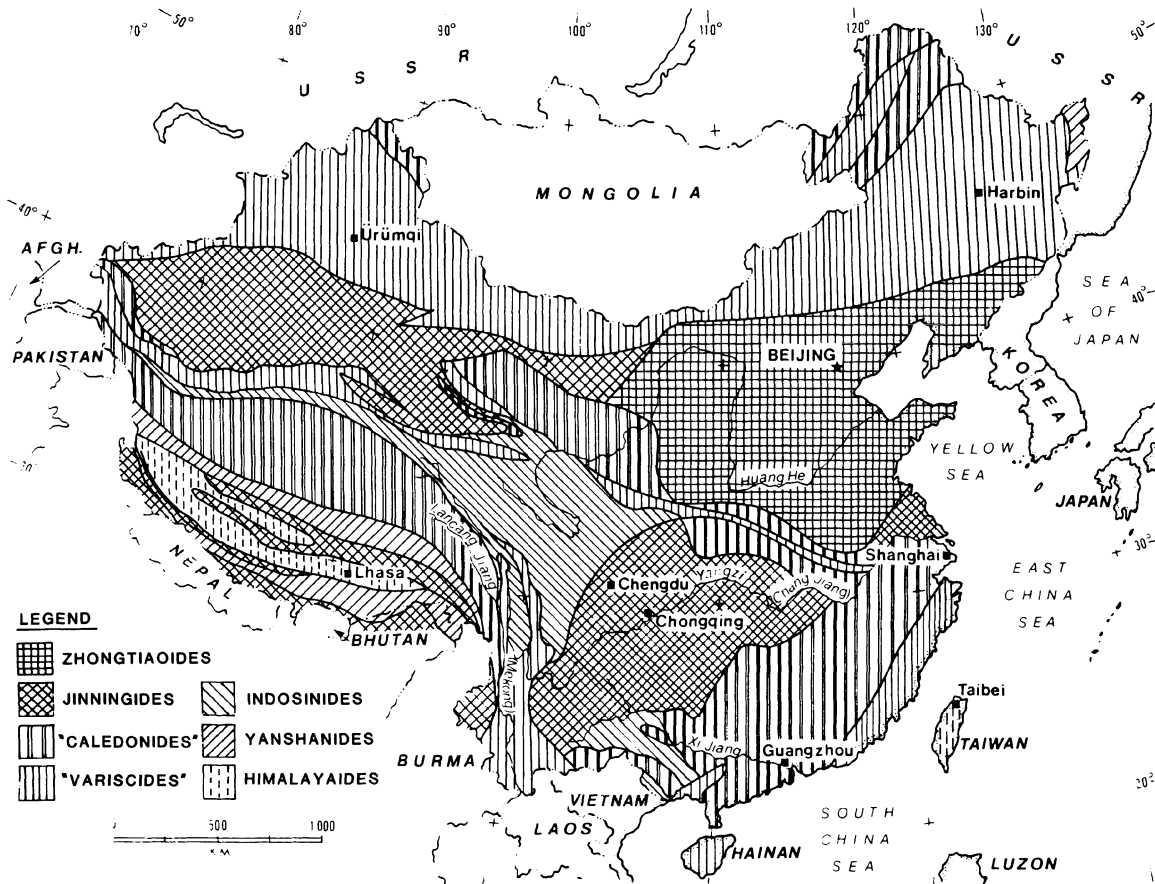 70°
50°
80°
90°
100°
110°
120°
130°
50°
U S S R
U S S R
MONGOLIA
Harbin
40°
Urümqi
AFGH.
SEA
OF
JAPAN
40°
PAKISTAN
BEIJING
KOREA
YELLOW
SEA
Huang He
JAPAN
30°
Lancang Jiang
Shanghai
30°
NEPAL
Lhasa
Chengdu
Yangzi
(Chang Jiang)
EAST
CHINA
SEA
Chongqing
BHUTAN
(Mekong)
LEGEND
ZHONGTIAOIDES
JINNINGIDES
INDOSINIDES
"CALEDONIDES"
YANSHANIDES
"VARISCIDES"
HIMALAYAIDES
Taibei
TAIWAN
BURMA
Xi Jiang
Guangzhou
20°
VIETNAM
LAOS
SOUTH
CHINA
SEA
HAINAN
LUZON
500
1000
KM